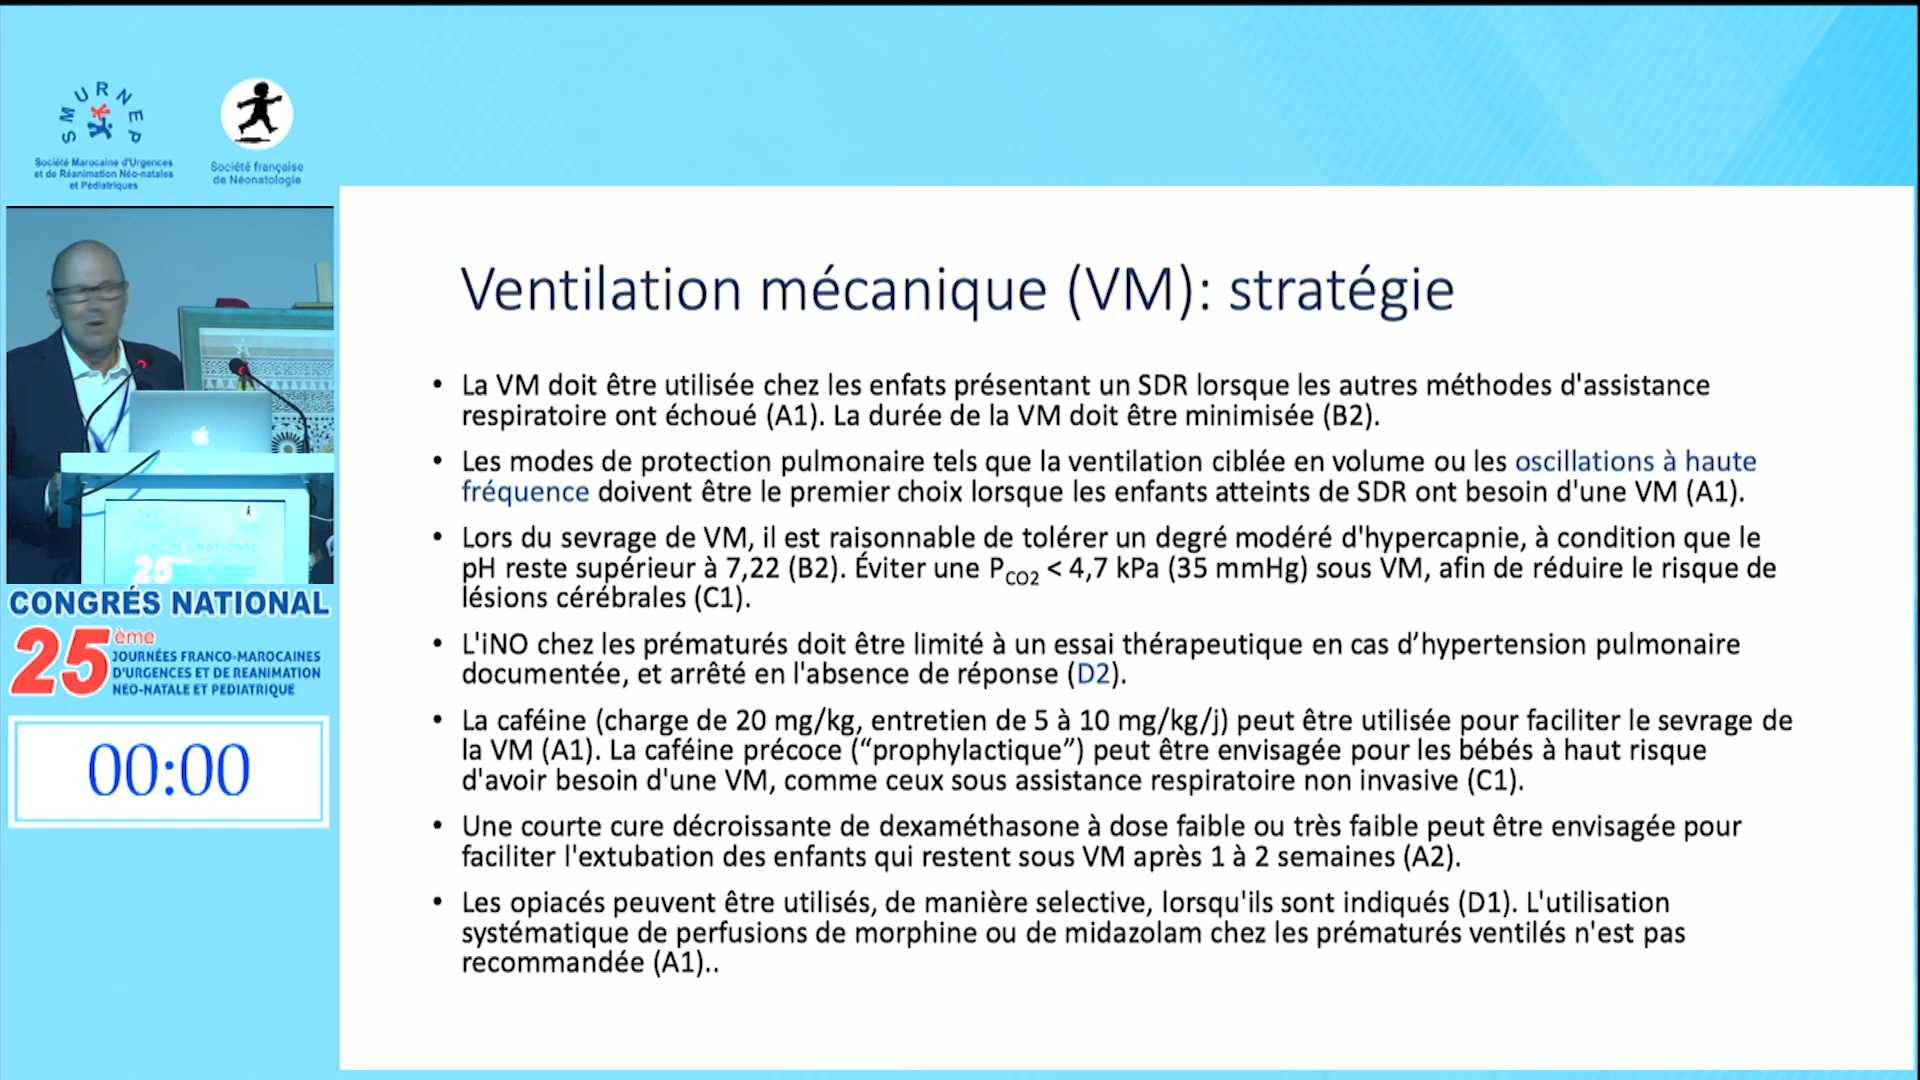 SMURNEP
Société Marocaine d'Urgences
et de Réanimation Néo-natales
et Pédiatriques
Société française
de Néonatologie
Ventilation mécanique (VM): stratégie
• La VM doit être utilisée chez les enfats présentant un SDR lorsque les autres méthodes d'assistance
respiratoire ont échoué (A1). La durée de la VM doit être minimisée (B2).
• Les modes de protection pulmonaire tels que la ventilation ciblée en volume ou les oscillations à haute
fréquence doivent être le premier choix lorsque les enfants atteints de SDR ont besoin d'une VM (A1).
• Lors du sevrage de VM, il est raisonnable de tolérer un degré modéré d'hypercapnie, à condition que le
pH reste supérieur à 7,22 (B2). Éviter une PCO2 < 4,7 kPa (35 mmHg) sous VM, afin de réduire le risque de
lésions cérébrales (C1).
• L'iNO chez les prématurés doit être limité à un essai thérapeutique en cas d’hypertension pulmonaire
documentée, et arrêté en l'absence de réponse (D2).
• La caféine (charge de 20 mg/kg, entretien de 5 à 10 mg/kg/j) peut être utilisée pour faciliter le sevrage de
la VM (A1). La caféine précoce (“prophylactique”) peut être envisagée pour les bébés à haut risque
d'avoir besoin d'une VM, comme ceux sous assistance respiratoire non invasive (C1).
• Une courte cure décroissante de dexaméthasone à dose faible ou très faible peut être envisagée pour
faciliter l'extubation des enfants qui restent sous VM après 1 à 2 semaines (A2).
• Les opiacés peuvent être utilisés, de manière selective, lorsqu'ils sont indiqués (D1). L'utilisation
systématique de perfusions de morphine ou de midazolam chez les prématurés ventilés n'est pas
recommandée (A1)..
CONGRES NATIONAL
25
CONGRÉS NATIONAL
25ème
JOURNÉES FRANCO-MAROCAINES
D'URGENCES ET DE REANIMATION
NEO-NATALE ET PEDIATRIQUE
00:00